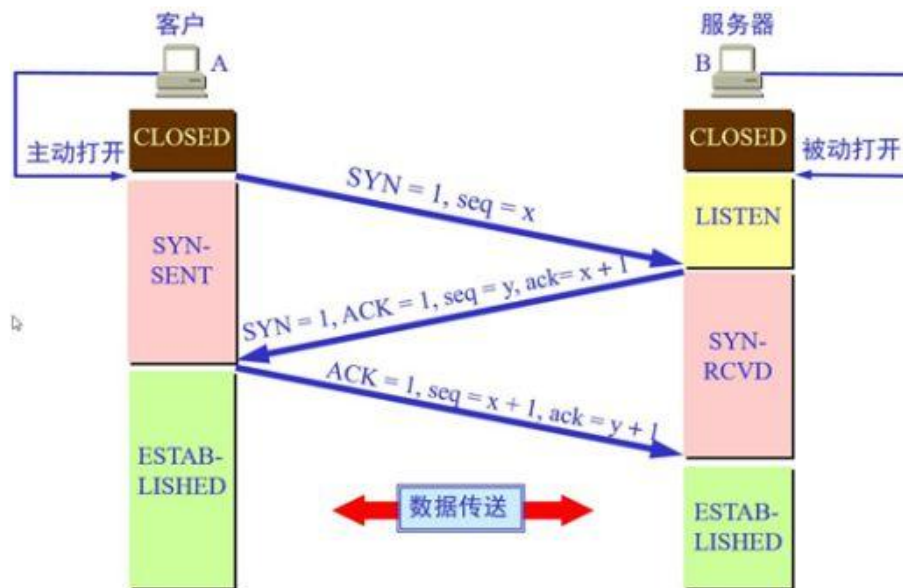 客户
服务器
A
B
CLOSED
CLOSED
主动打开
被动打开
SYN = 1, seq = x
LISTEN
SYN-
SENT
SYN = 1, ACK = 1, seq = y, ack= x + 1
SYN-
RCVD
ACK = 1, seq = x + 1, ack = y + 1
ESTAB-
LISHED
数据传送
ESTAB-
LISHED